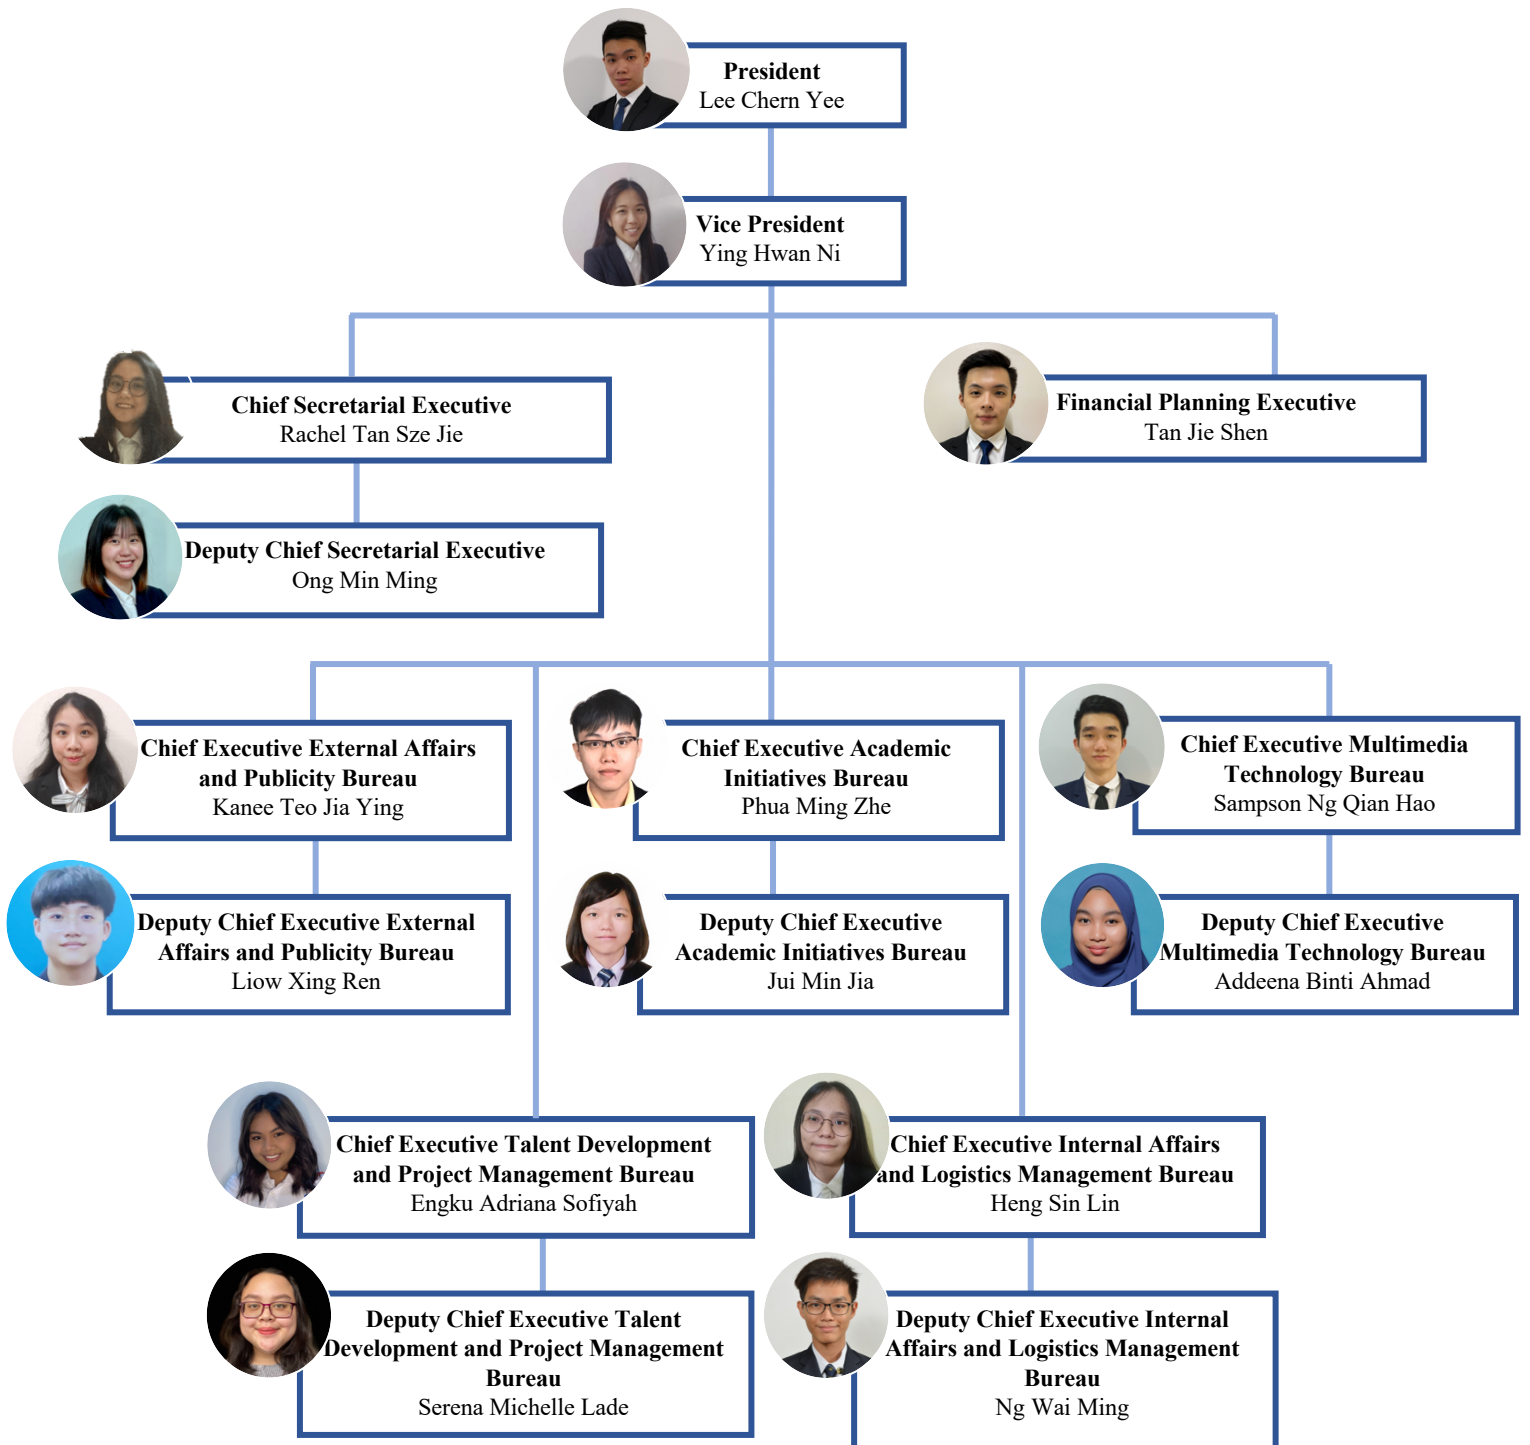 President
Lee Chern Yee
Vice President
Ying Hwan Ni
Chief Secretarial Executive
Rachel Tan Sze Jie
Financial Planning Executive
Tan Jie Shen
Deputy Chief Secretarial Executive
Ong Min Ming
Chief Executive External Affairs
and Publicity Bureau
Kanee Teo Jia Ying
Chief Executive Academic
Initiatives Bureau
Phua Ming Zhe
Chief Executive Multimedia
Technology Bureau
Sampson Ng Qian Hao
Deputy Chief Executive External
Affairs and Publicity Bureau
Liow Xing Ren
Deputy Chief Executive
Academic Initiatives Bureau
Jui Min Jia
Deputy Chief Executive
Multimedia Technology Bureau
Addeena Binti Ahmad
Chief Executive Talent Development
and Project Management Bureau
Engku Adriana Sofiyah
Chief Executive Internal Affairs
and Logistics Management Bureau
Heng Sin Lin
Deputy Chief Executive Talent
Development and Project Management
Bureau
Serena Michelle Lade
Deputy Chief Executive Internal
Affairs and Logistics Management
Bureau
Ng Wai Ming